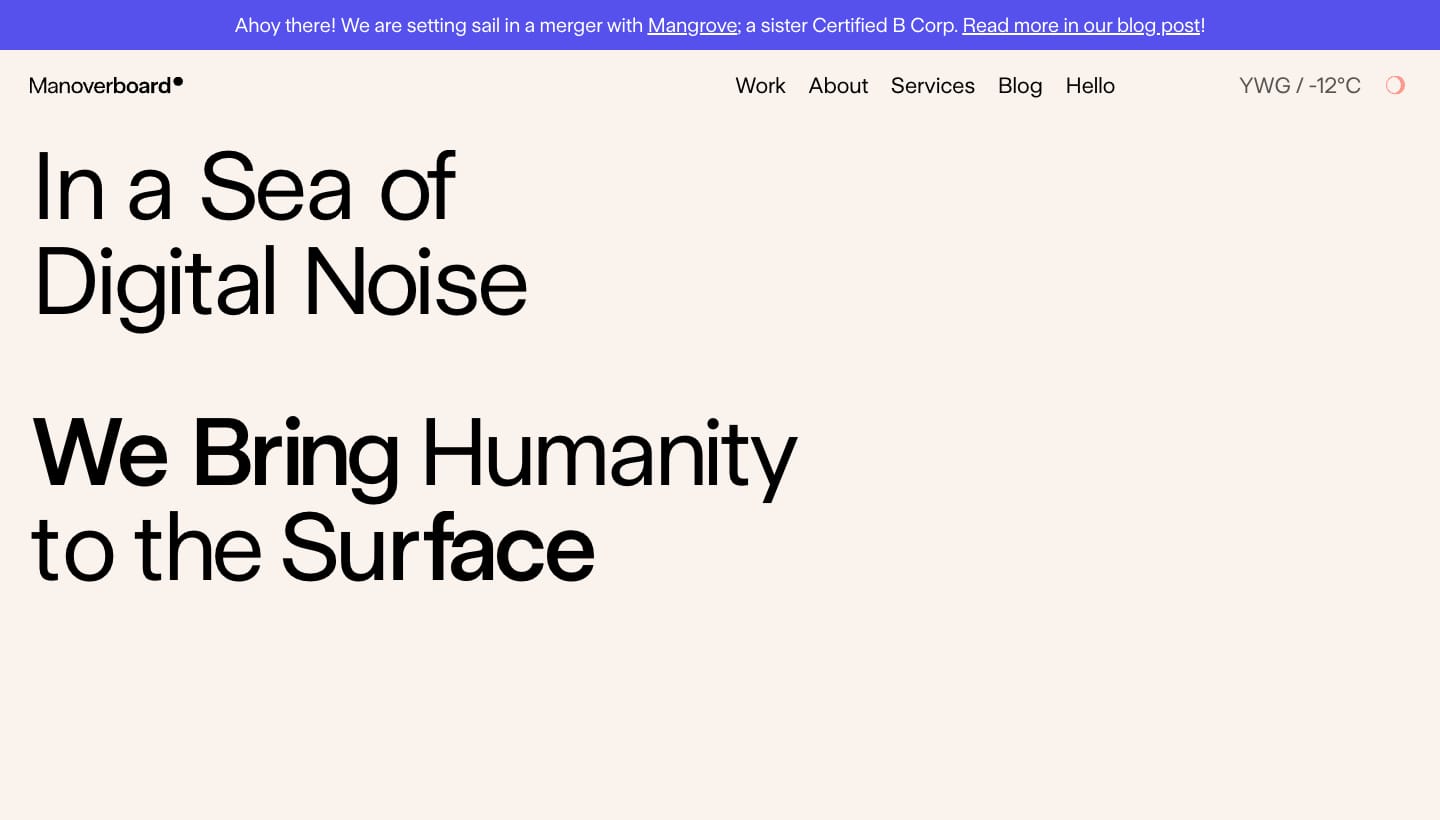 Ahoy there! We are setting sail in a merger with Mangrove; a sister Certified B Corp. Read more in our blog post!
Manoverboard
Work About Services Blog Hello
YWG / -12°C
In a Sea of
Digital Noise
We Bring Humanity
to the Surface